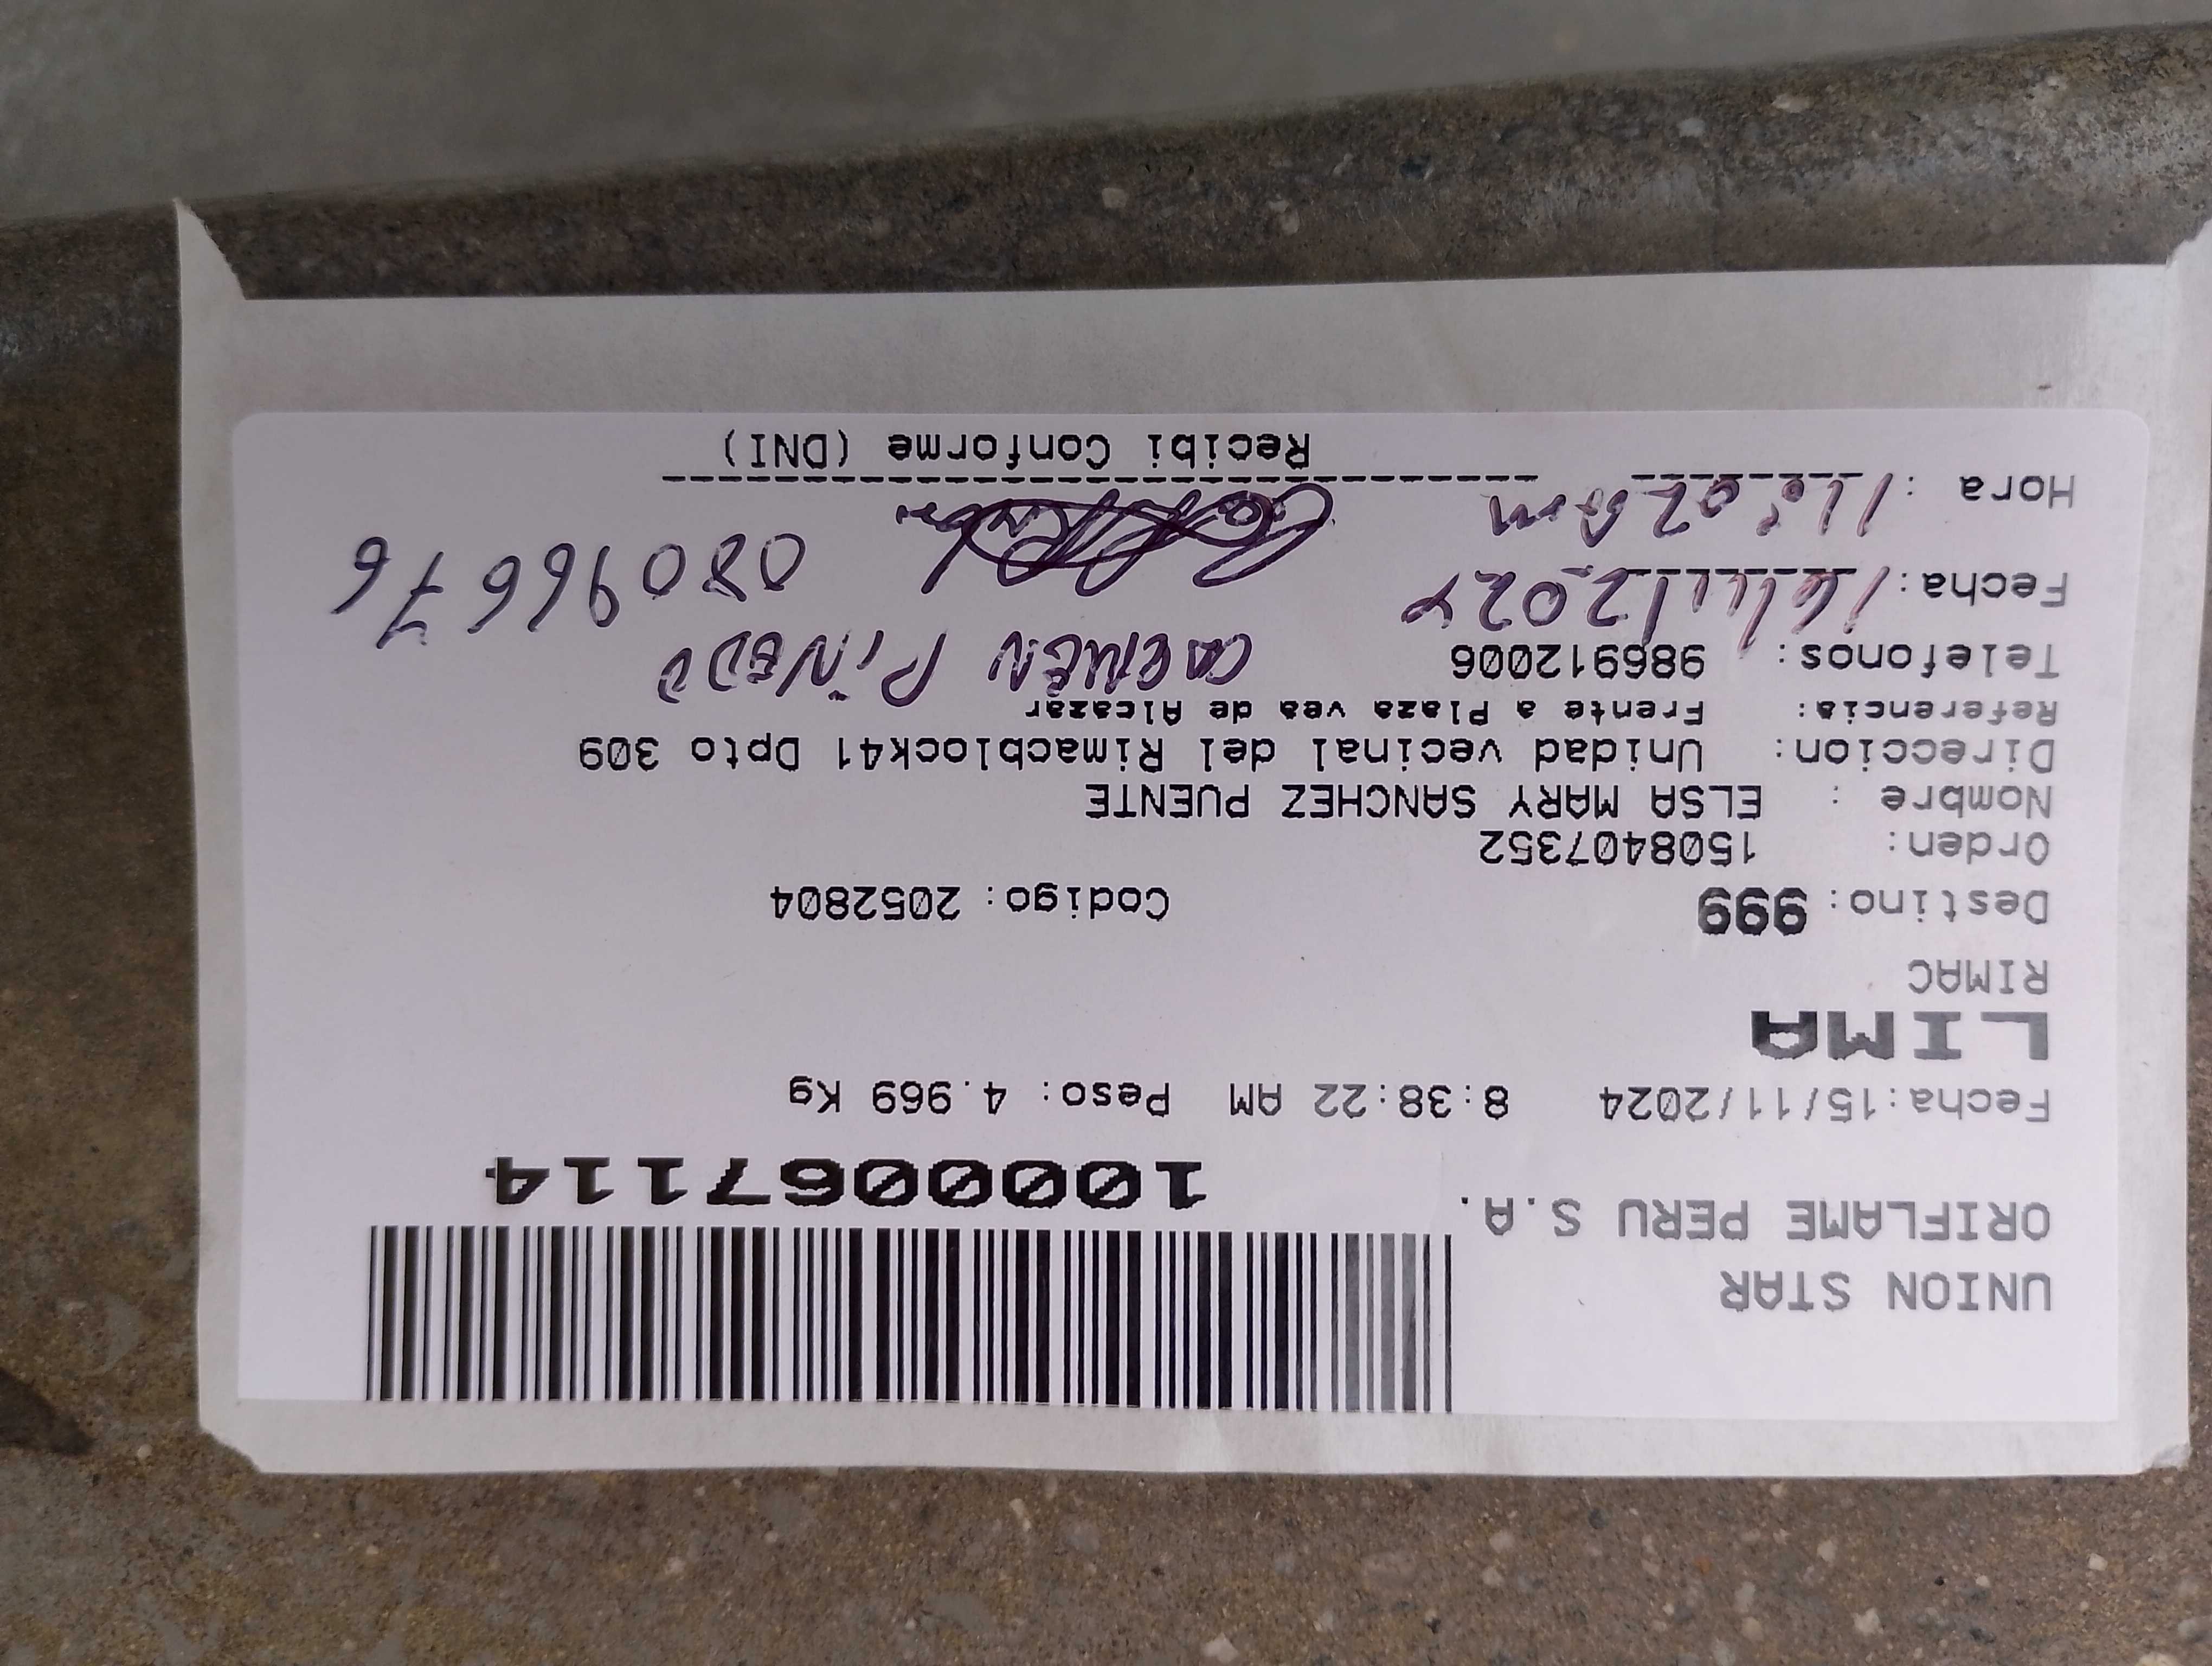 UNION STAR
ORIFLAME PERU S.A.
10000067114
Fecha:15/11/2024 8:38:22 AM Peso: 4.969 Kg
LIMA
RIMAC
Destino: 999 Codigo: 2052804
Orden: 1508407352
Nombre : ELSA MARY SANCHEZ PUENTE
Direccion: Unidad vecinal del Rimacblock41 Dpto 309
Referencia: Frente a Plaza vea de Alcazar
Telefonos: 986912006 CARMEN PINEDO
Fecha: 16/11/2024 08096676
Hora : 11:02 Am
Recibi Conforme (DNI)